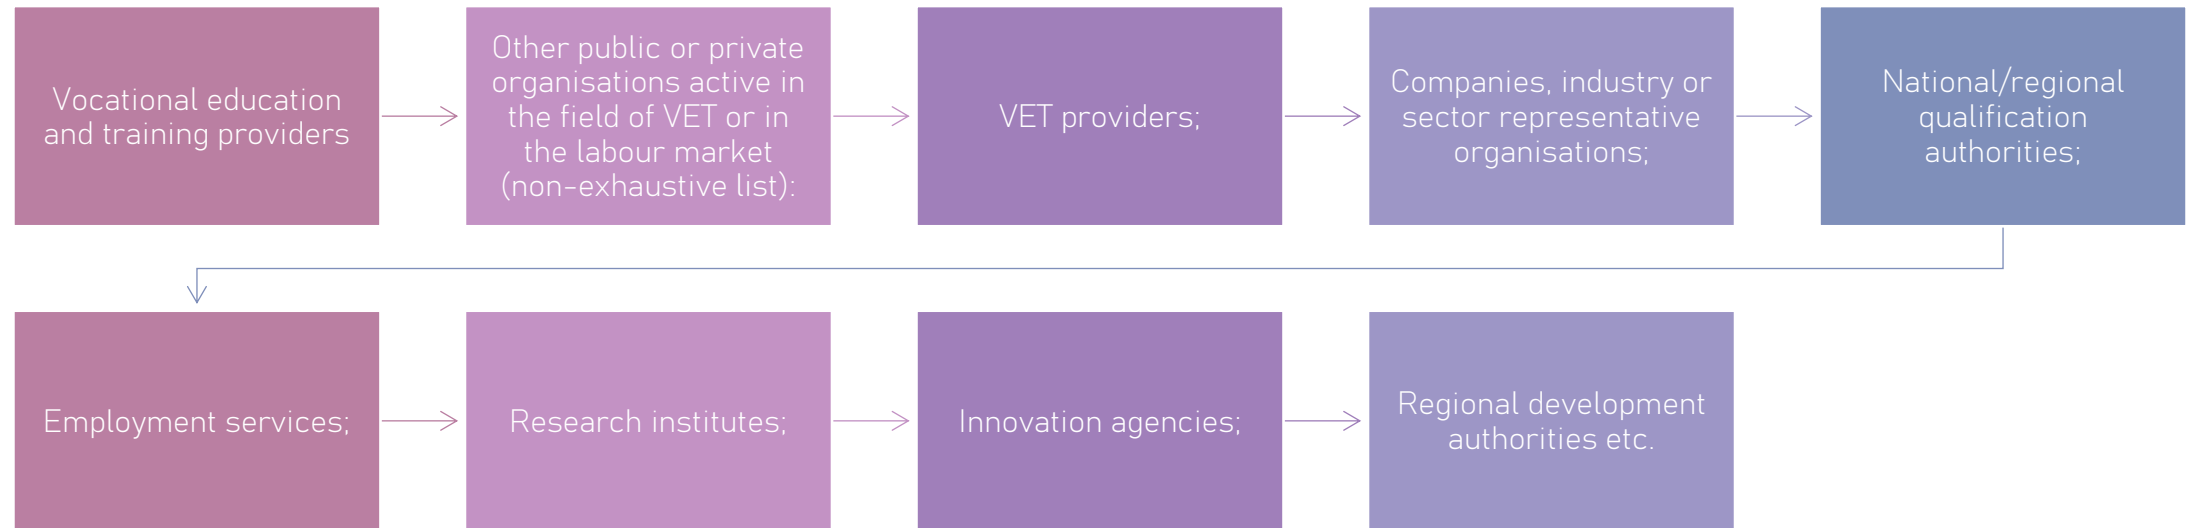 Vocational education
and training providers
Other public or private
organisations active in
the field of VET or in
the labour market
(non-exhaustive list):
VET providers;
Companies, industry or
sector representative
organisations;
National/regional
qualification
authorities;
Employment services;
Research institutes;
Innovation agencies;
Regional development
authorities etc.